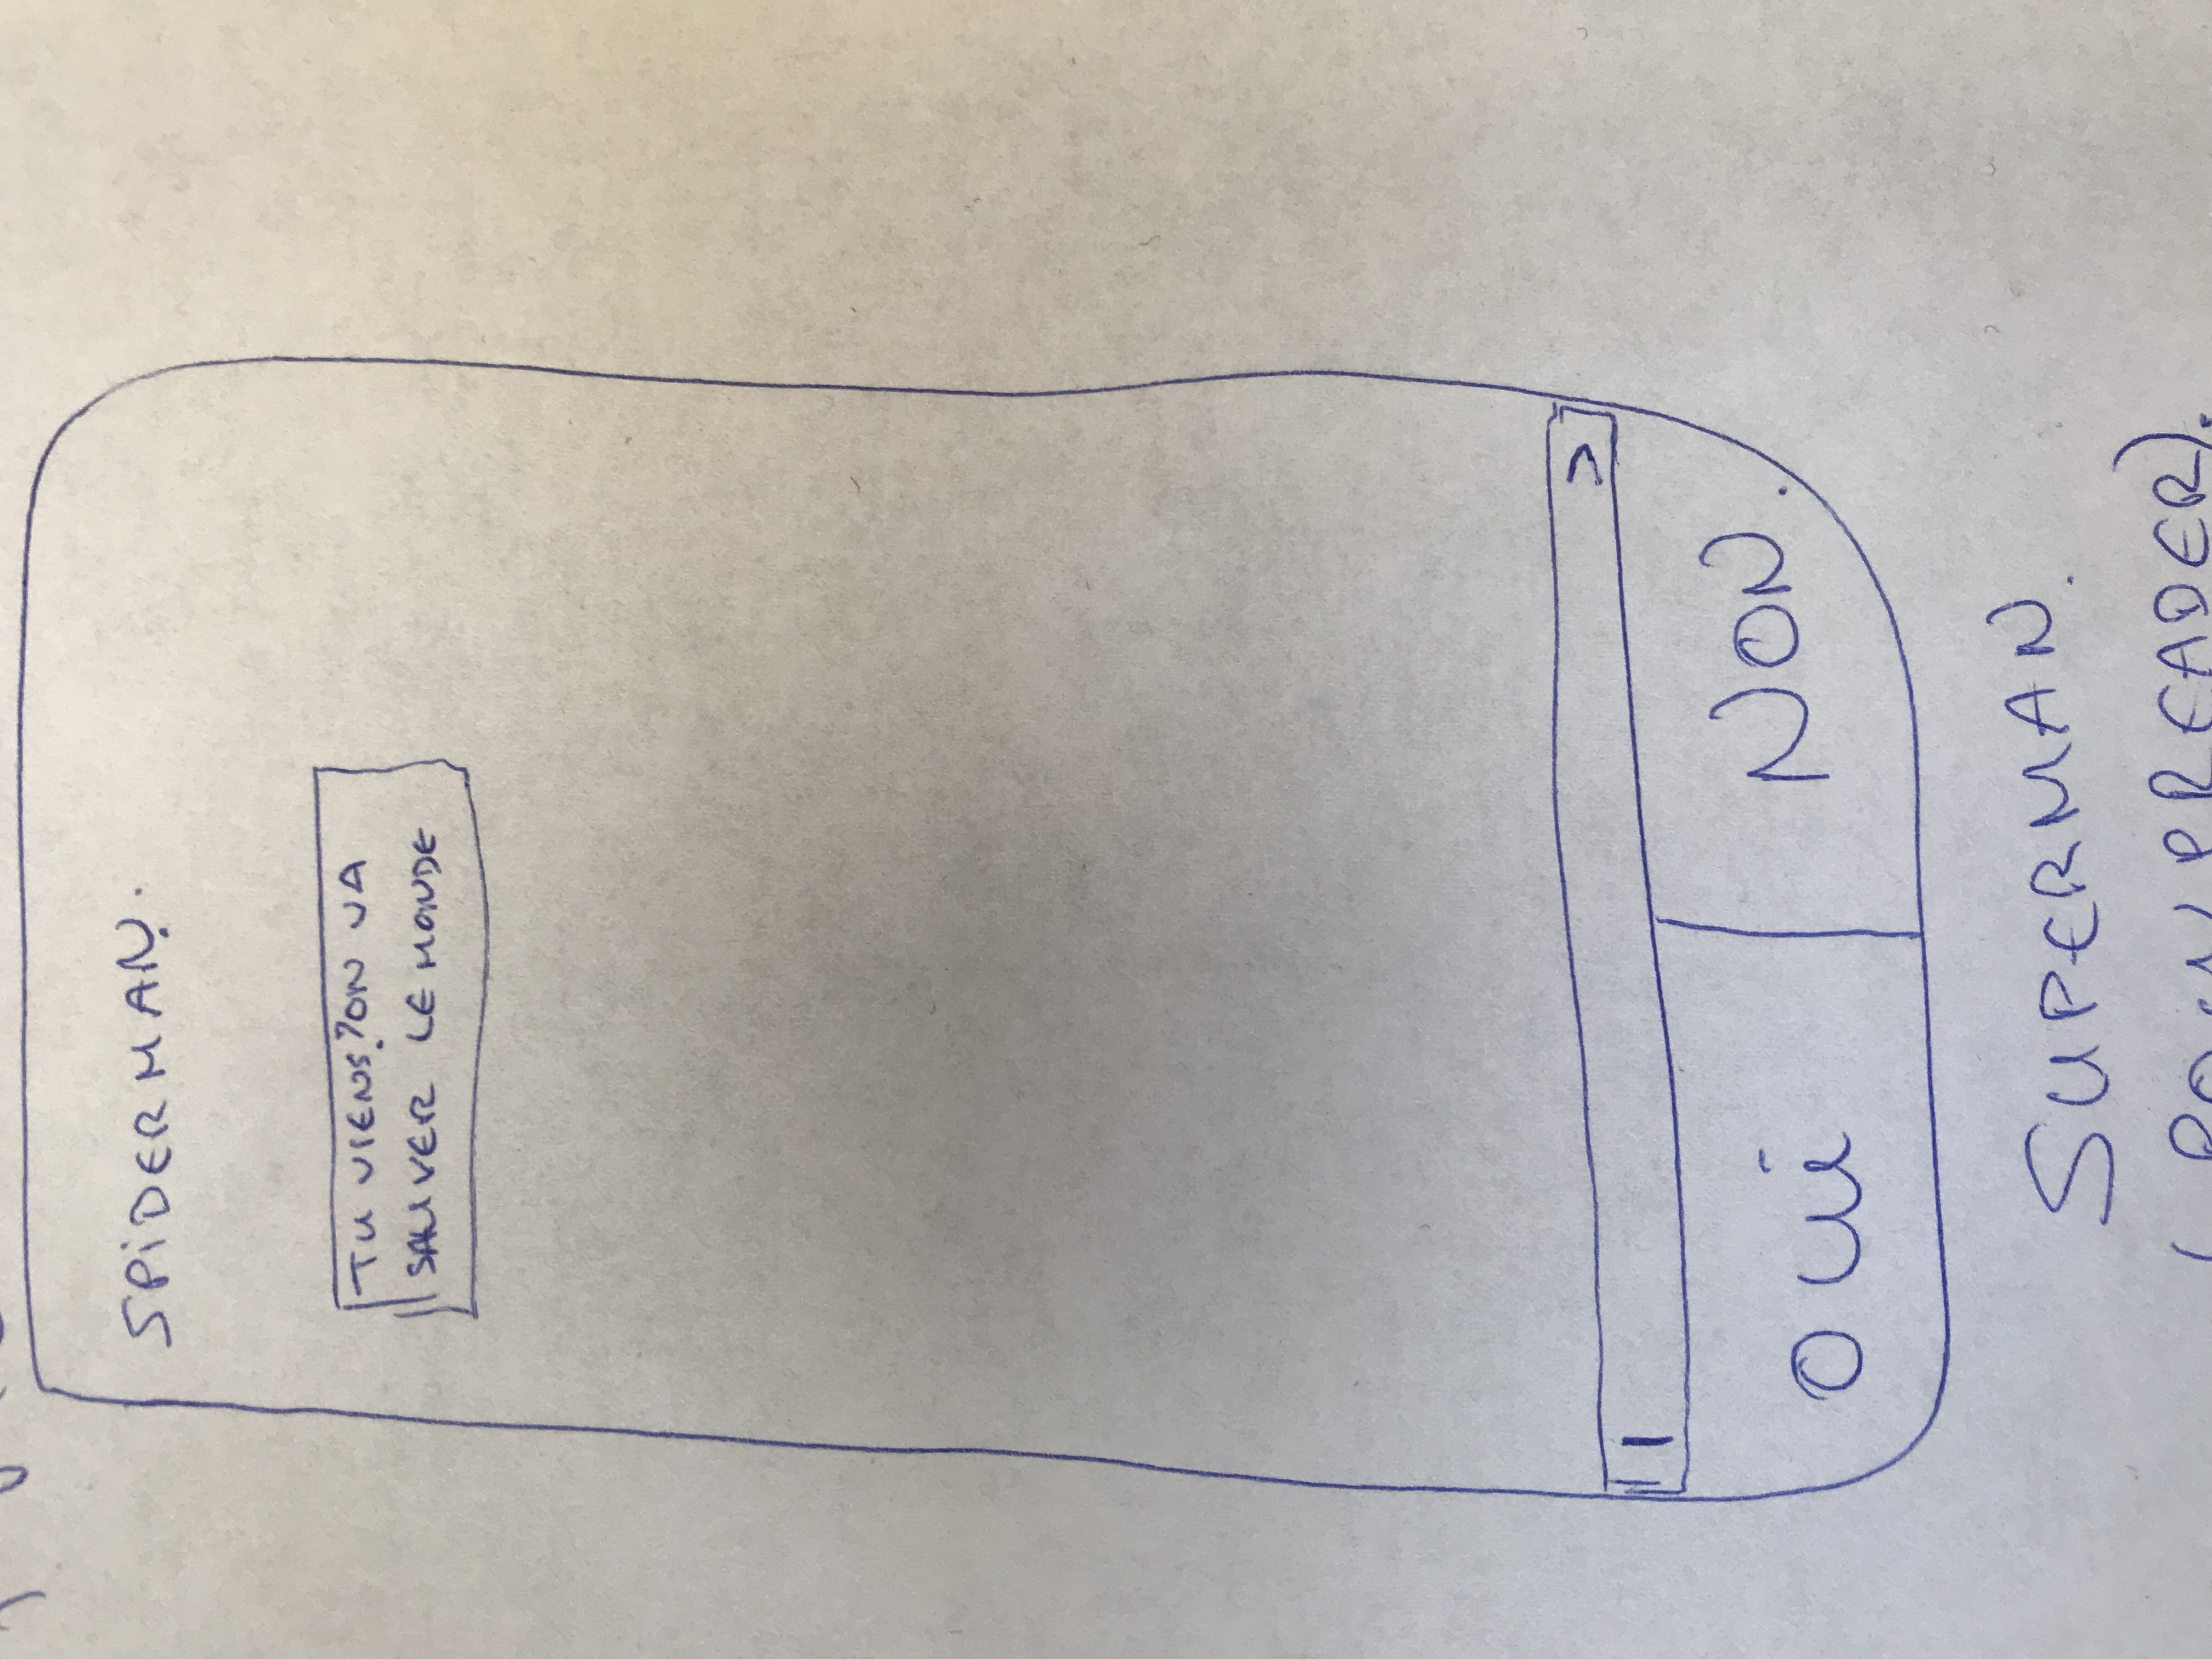 SPiDERMAN.
TU VIENS? ON VA
SAUVER LE MONDE
>
OUi
NON.
SUPERMAN.